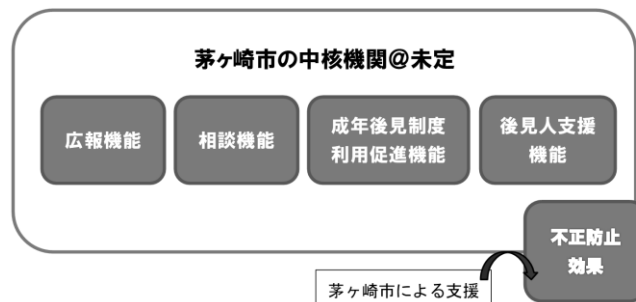 茅ヶ崎市の中核機関@未定
広報機能
相談機能
成年後見制度
利用促進機能
後見人支援
機能
不正防止
効果
茅ヶ崎市による支援